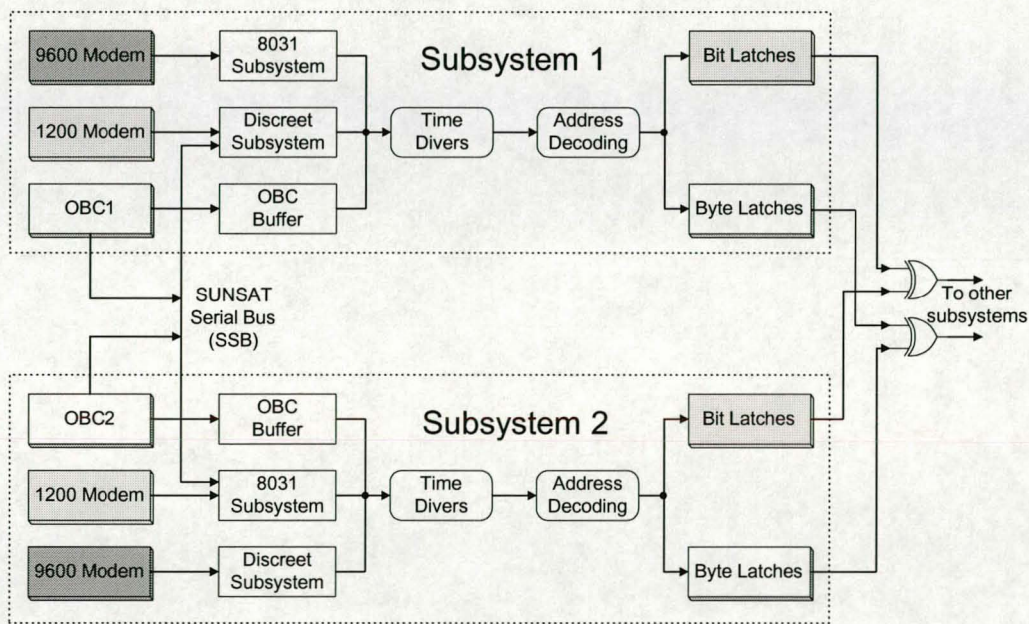 Subsystem 1
9600 Modem
8031
Subsystem
Bit Latches
1200 Modem
Discreet
Subsystem
Time
Divers
Address
Decoding
OBC1
OBC
Buffer
Byte Latches
SUNSAT
Serial Bus
(SSB)
To other
subsystems
Subsystem 2
OBC2
OBC
Buffer
Bit Latches
1200 Modem
8031
Subsystem
Time
Divers
Address
Decoding
9600 Modem
Discreet
Subsystem
Byte Latches